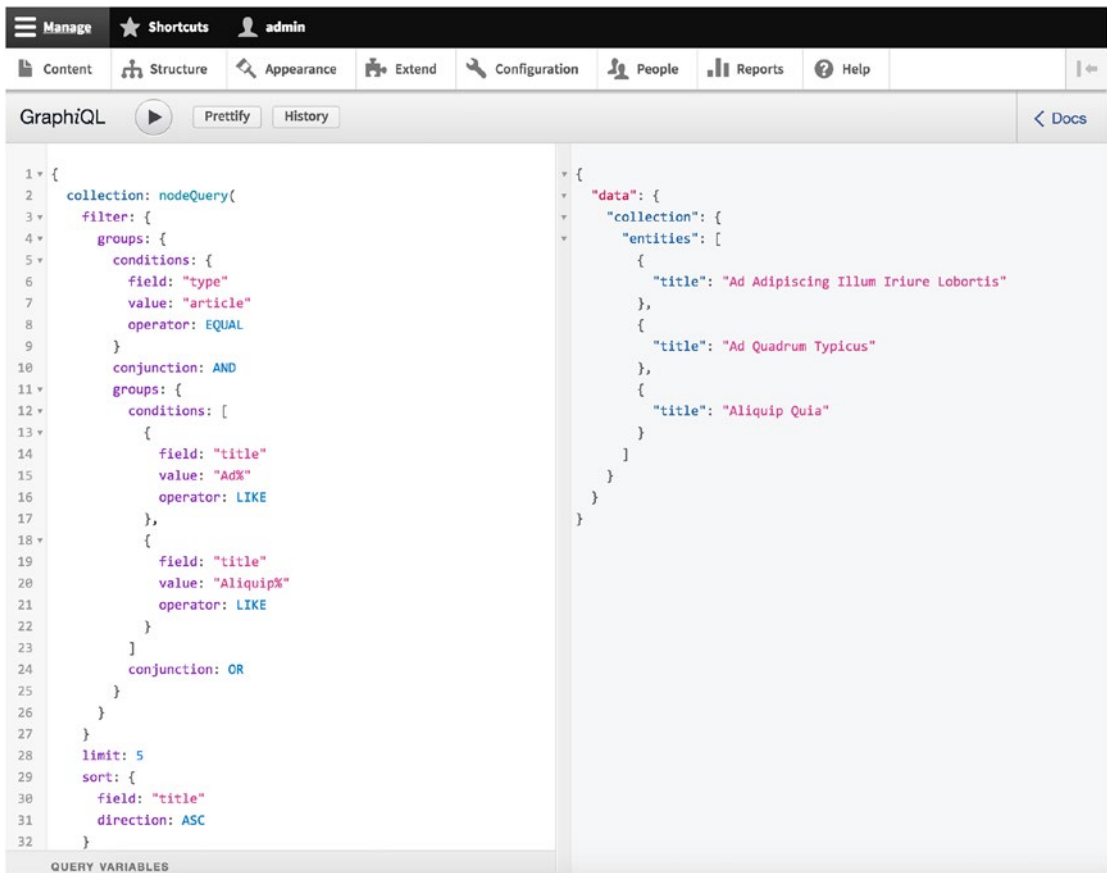 Manage Shortcuts admin
Content Structure Appearance Extend Configuration People Reports Help
GraphiQL Prettify History < Docs
1 {
2 collection: nodeQuery(
3 filter: {
4 groups: {
5 conditions: {
6 field: "type"
7 value: "article"
8 operator: EQUAL
9 }
10 conjunction: AND
11 groups: {
12 conditions: [
13 {
14 field: "title"
15 value: "Ad%"
16 operator: LIKE
17 },
18 {
19 field: "title"
20 value: "Aliquip%"
21 operator: LIKE
22 }
23 ]
24 conjunction: OR
25 }
26 }
27 }
28 limit: 5
29 sort: {
30 field: "title"
31 direction: ASC
32 }
QUERY VARIABLES
{
"data": {
"collection": {
"entities": [
{
"title": "Ad Adipiscing Illum Iriure Lobortis"
},
{
"title": "Ad Quadrum Typicus"
},
{
"title": "Aliquip Quia"
}
]
}
}
}